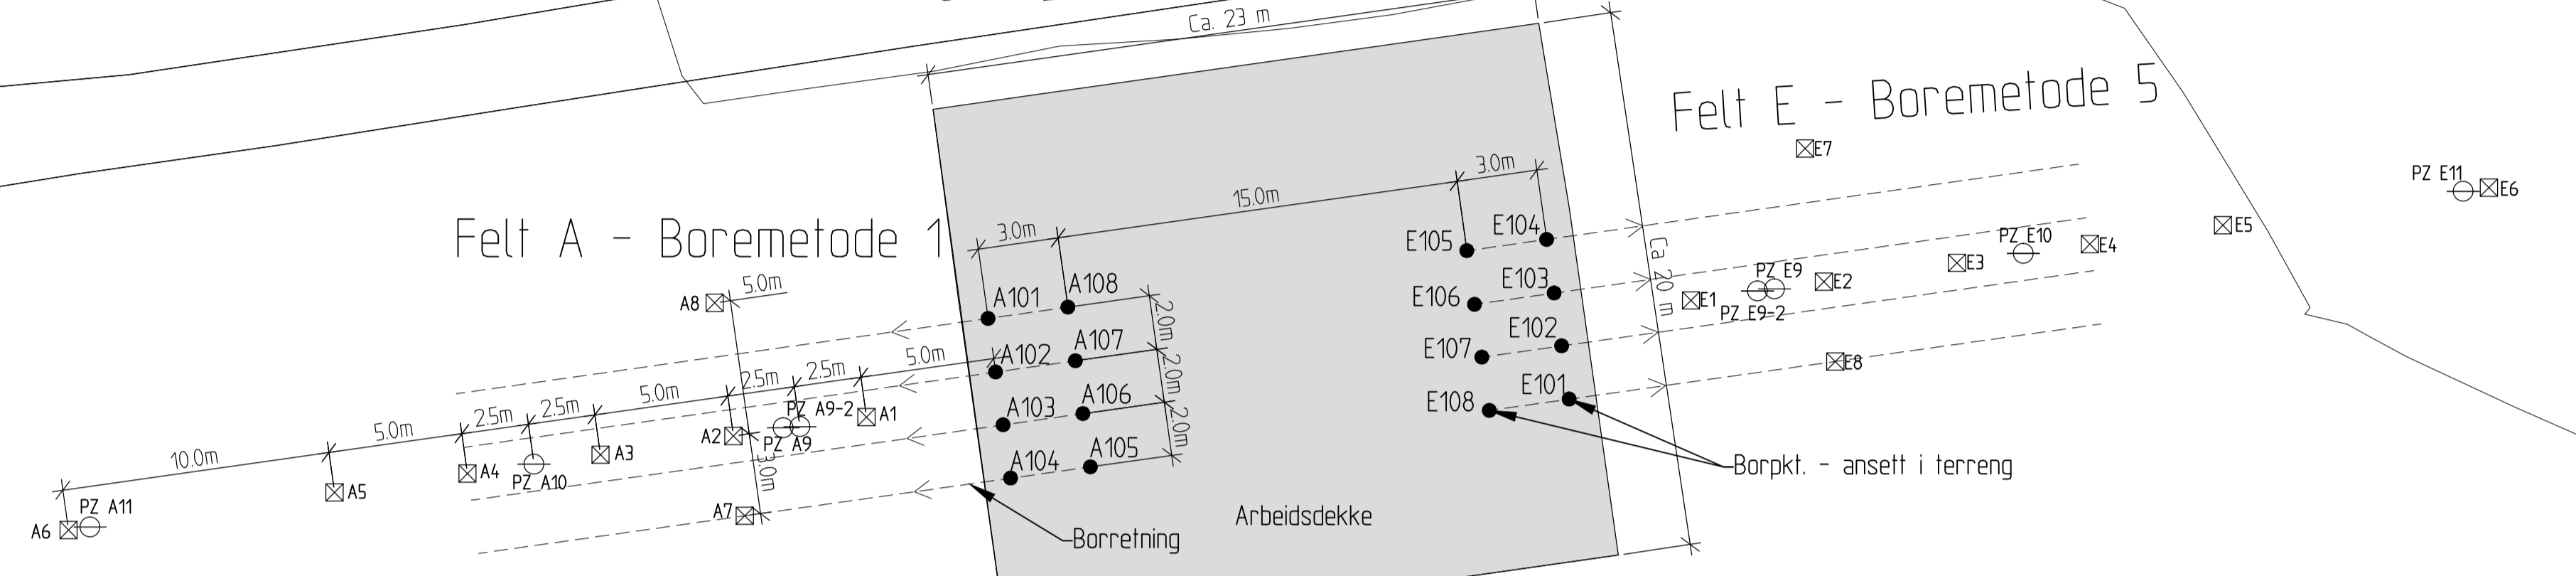 Ca. 23 m
Felt E - Boremetode 5
E7
PZ E11
E6
3.0m
15.0m
E5
Felt A - Boremetode 1
3.0m
E105
E104
Ca 20 m
PZ E10
E4
E3
PZ E9
E2
E1
PZ E9-2
A8
5.0m
A101
A108
2.0m
E106
E103
A102
A107
2.0m
E107
E102
E8
5.0m
2.5m
2.5m
5.0m
2.5m
2.5m
5.0m
10.0m
PZ A9-2
A1
A2
PZ A9
3.0m
A103
A106
2.0m
E108
E101
A3
A4
PZ A10
A104
A105
Borpkt. - ansett i terreng
A5
PZ A11
A6
A7
Arbeidsdekke
Borretning